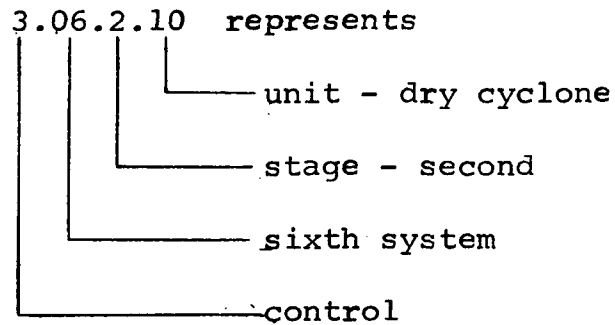 3.06.2.10 represents
unit - dry cyclone
stage - second
sixth system
control